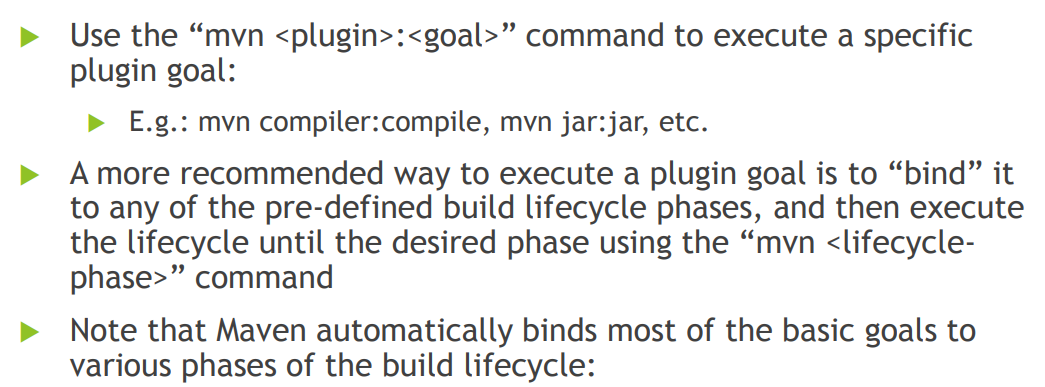 Use the “mvn <plugin>:<goal>” command to execute a specific
plugin goal:
E.g.: mvn compiler:compile, mvn jar:jar, etc.
A more recommended way to execute a plugin goal is to “bind” it
to any of the pre-defined build lifecycle phases, and then execute
the lifecycle until the desired phase using the “mvn <lifecycle-
phase>” command
Note that Maven automatically binds most of the basic goals to
various phases of the build lifecycle: